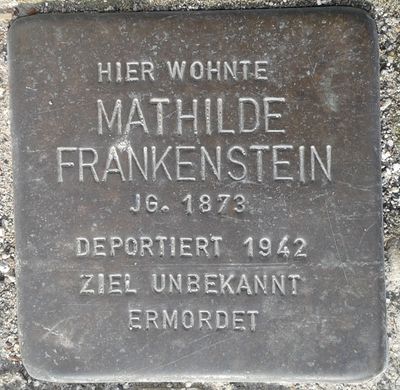 HIER WOHNTE
MATHILDE
FRANKENSTEIN
JG. 1873
DEPORTIERT 1942
ZIEL UNBEKANNT
ERMORDET